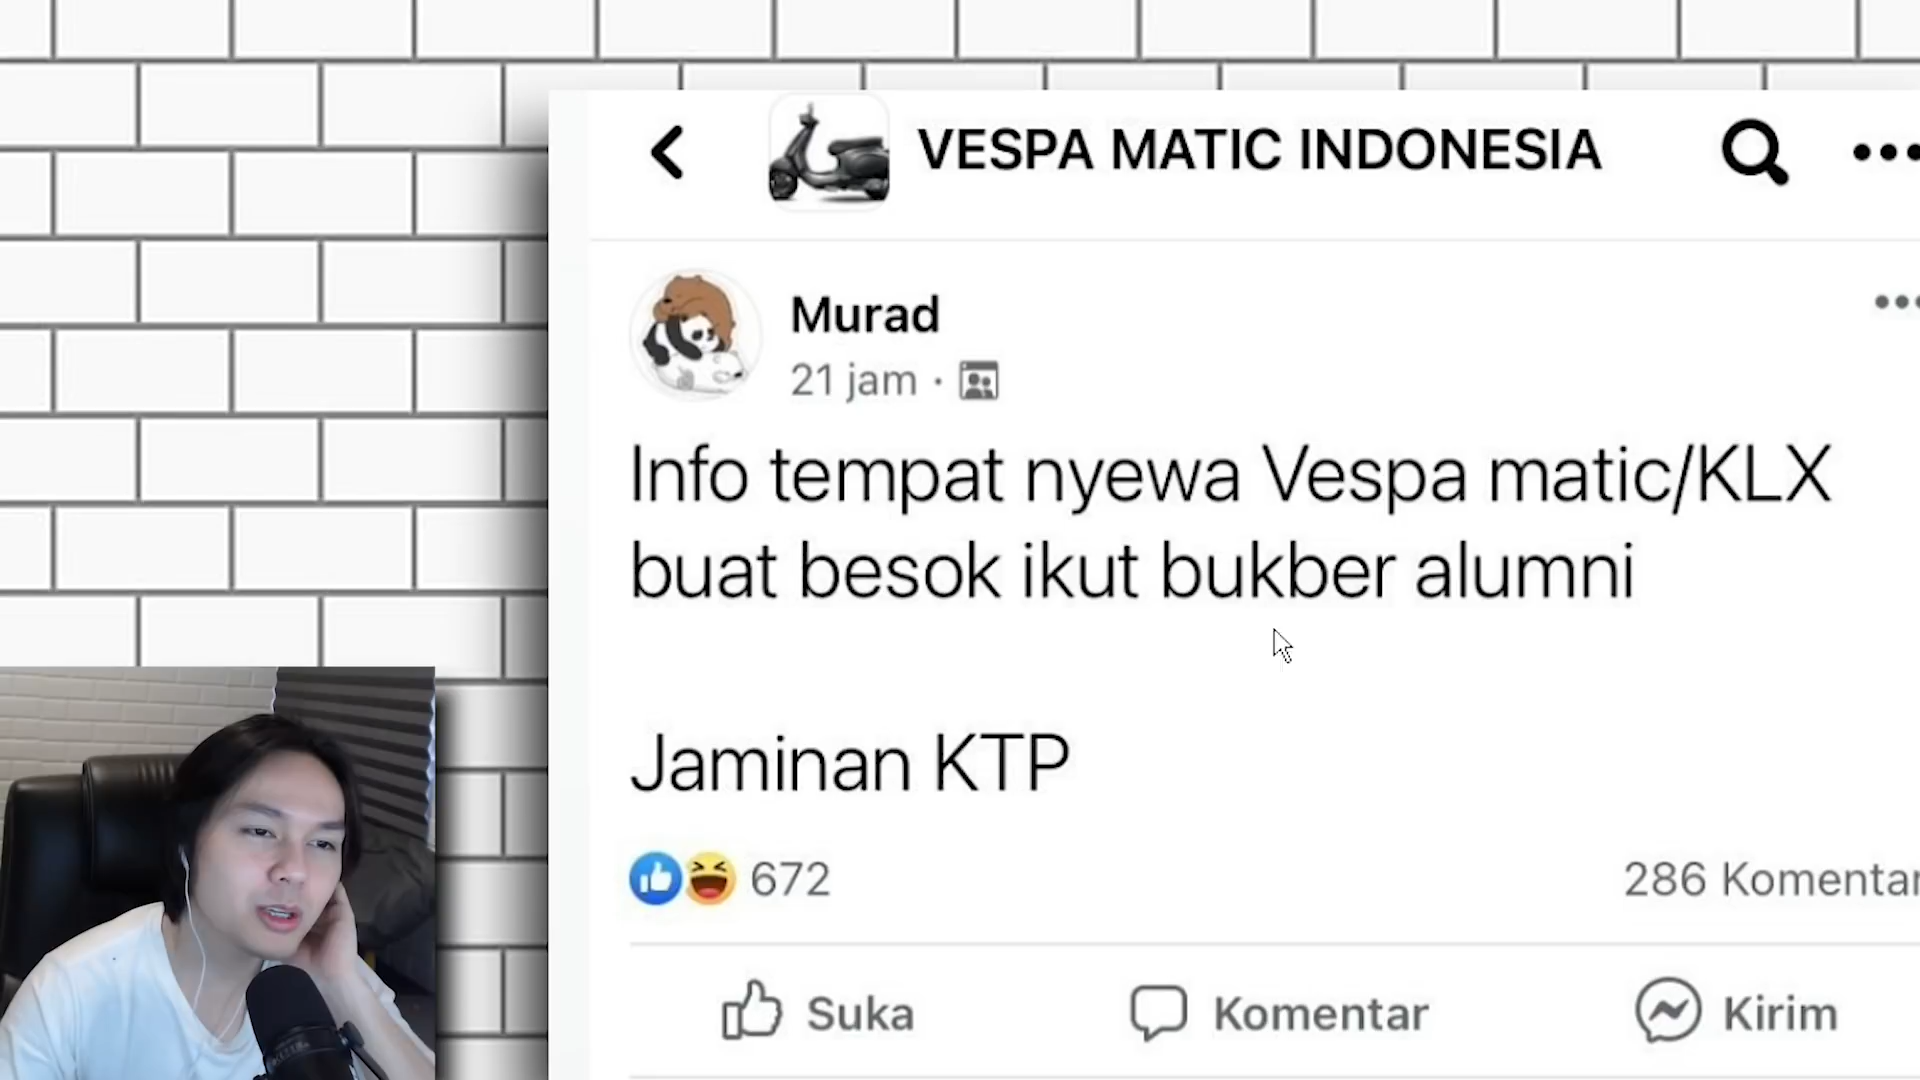 VESPA MATIC INDONESIA
Murad
21 jam
Info tempat nyewa Vespa matic/KLX
buat besok ikut bukber alumni
Jaminan KTP
672
286 Komentar
Suka
Komentar
Kirim